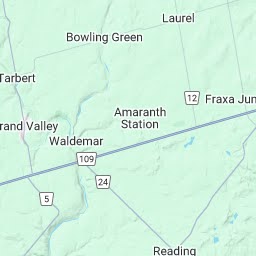 Laurel
Bowling Green
Tarbert
Amaranth
Station
12
Fraxa Jun
rand Valley
Waldemar
109
24
5
Reading